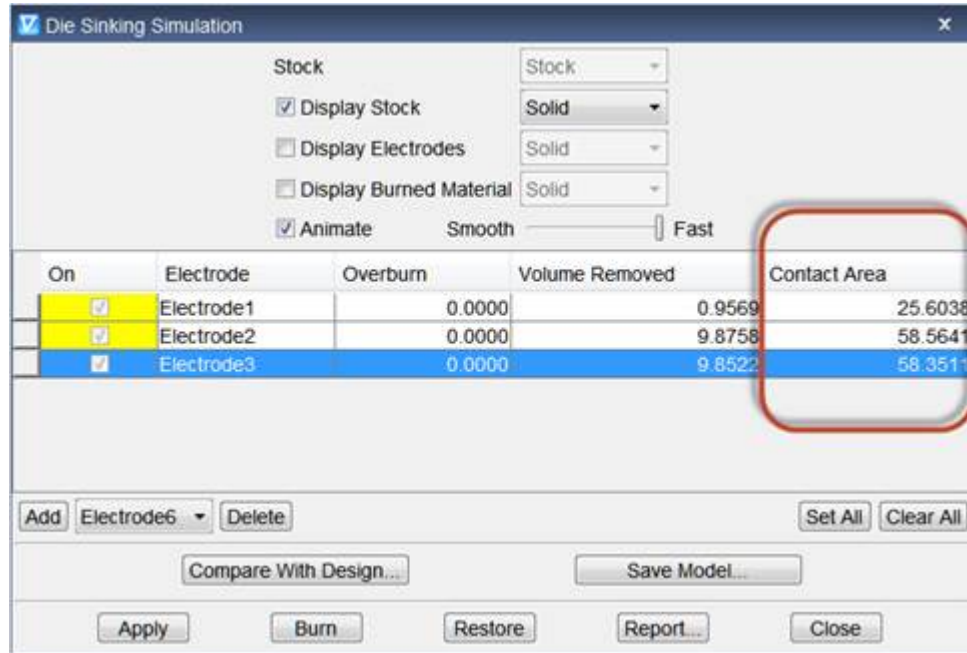 Die Sinking Simulation x
Stock Stock
Display Stock Solid
Display Electrodes Solid
Display Burned Material Solid
Animate Smooth Fast
On Electrode Overburn Volume Removed Contact Area
Electrode1 0.0000 0.9569 25.6038
Electrode2 0.0000 9.8758 58.5641
Electrode3 0.0000 9.8522 58.3511
Add Electrode6 Delete Set All Clear All
Compare With Design... Save Model...
Apply Burn Restore Report... Close